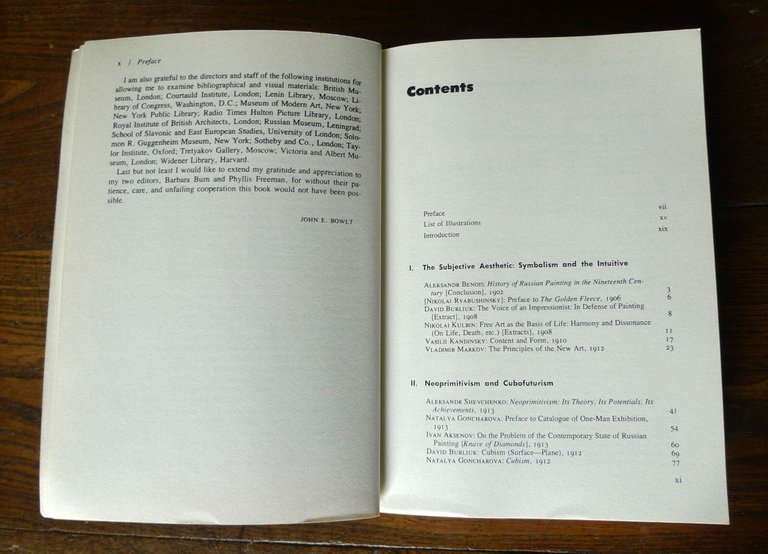 x / Preface
I am also grateful to the directors and staff of the following institutions for
allowing me to examine bibliographical and visual materials: British Mu-
seum, London; Courtauld Institute, London; Lenin Library, Moscow; Li-
brary of Congress, Washington, D.C.; Museum of Modern Art, New York;
New York Public Library; Radio Times Hulton Picture Library, London;
Royal Institute of British Architects, London; Russian Museum, Leningrad;
School of Slavonic and East European Studies, University of London; Solo-
mon R. Guggenheim Museum, New York; Sotheby and Co., London; Tay-
lor Institute, Oxford; Tretyakov Gallery, Moscow; Victoria and Albert Mu-
seum, London; Widener Library, Harvard.
Last but not least I would like to extend my gratitude and appreciation to
my two editors, Barbara Burn and Phyllis Freeman, for without their pa-
tience, care, and unfailing cooperation this book would not have been pos-
sible.
JOHN E. BOWLT
Contents
Preface vii
List of Illustrations xv
Introduction xix
I. The Subjective Aesthetic: Symbolism and the Intuitive
ALEKSANDR BENOIS: History of Russian Painting in the Nineteenth Cen-
tury [Conclusion], 1902 3
[NIKOLAI RYABUSHINSKY]: Preface to The Golden Fleece, 1906 6
DAVID BURLIUK: The Voice of an Impressionist: In Defense of Painting
[Extract], 1908 8
NIKOLAI KULBIN: Free Art as the Basis of Life: Harmony and Dissonance
(On Life, Death, etc.) [Extracts], 1908 11
VASILII KANDINSKY: Content and Form, 1910 17
VLADIMIR MARKOV: The Principles of the New Art, 1912 23
II. Neoprimitivism and Cubofuturism
ALEKSANDR SHEVCHENKO: Neoprimitivism: Its Theory, Its Potentials, Its
Achievements, 1913 41
NATALYA GONCHAROVA: Preface to Catalogue of One-Man Exhibition,
1913 54
IVAN AKSENOV: On the Problem of the Contemporary State of Russian
Painting [Knave of Diamonds], 1913 60
DAVID BURLIUK: Cubism (Surface—Plane), 1912 69
NATALYA GONCHAROVA: Cubism, 1912 77
xi